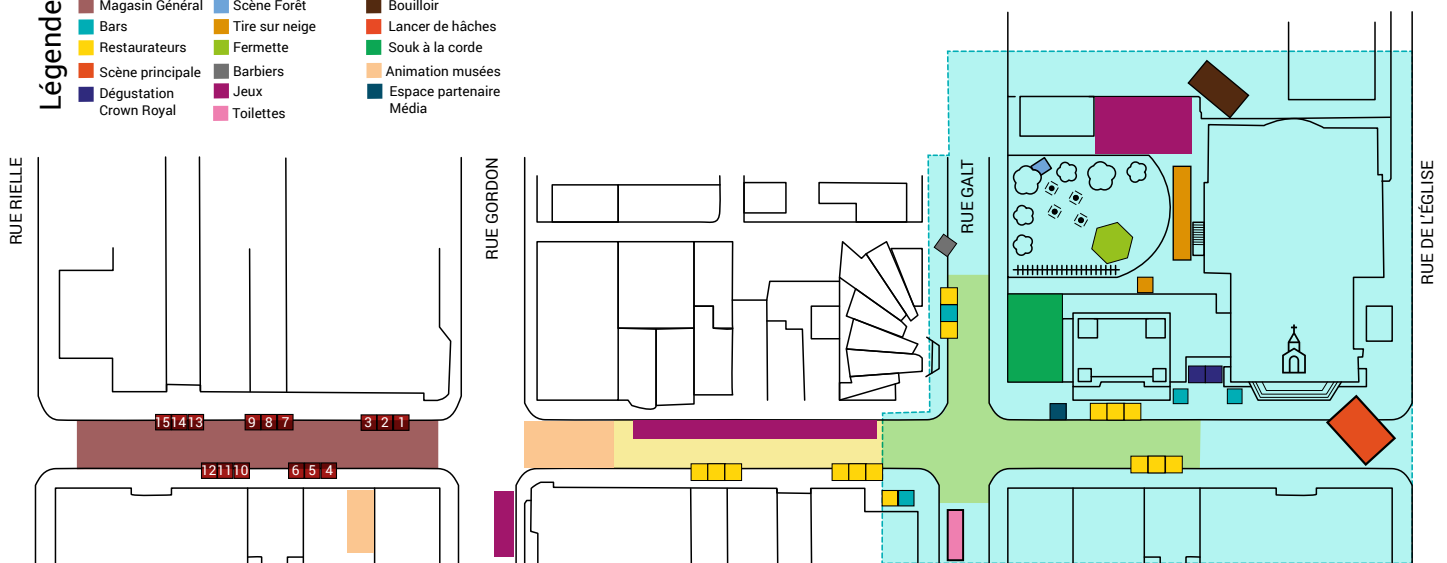 Légende
Magasin Général
Bars
Restaurateurs
Scène principale
Dégustation
Crown Royal
Scène Forêt
Tire sur neige
Fermette
Barbiers
Jeux
Toilettes
Bouilloir
Lancer de hâches
Souk à la corde
Animation musées
Espace partenaire
Média
RUE RIELLE
RUE GORDON
RUE GALT
RUE DE L'ÉGLISE
15 14 13
9 8 7
3 2 1
12 11 10
6 5 4